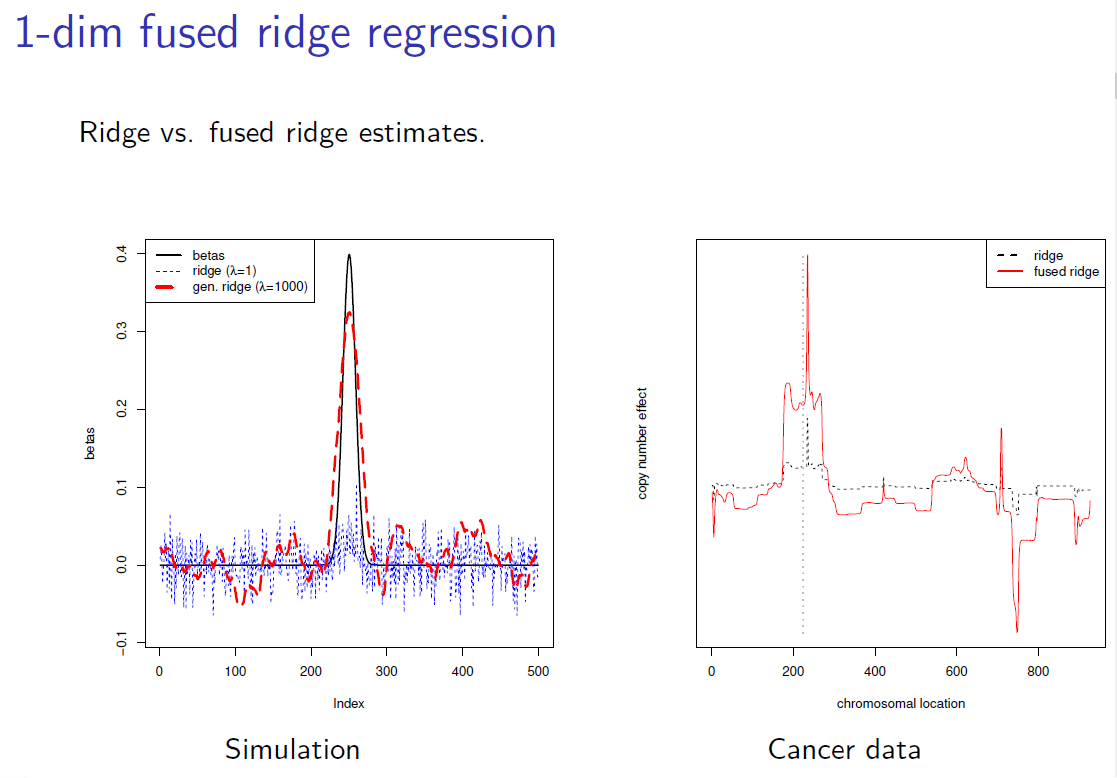 1-dim fused ridge regression
Ridge vs. fused ridge estimates.
betas
ridge (λ=1)
gen. ridge (λ=1000)
betas
0.4
0.3
0.2
0.1
0.0
−0.1
0 100 200 300 400 500
Index
Simulation
ridge
fused ridge
copy number effect
0 200 400 600 800
chromosomal location
Cancer data